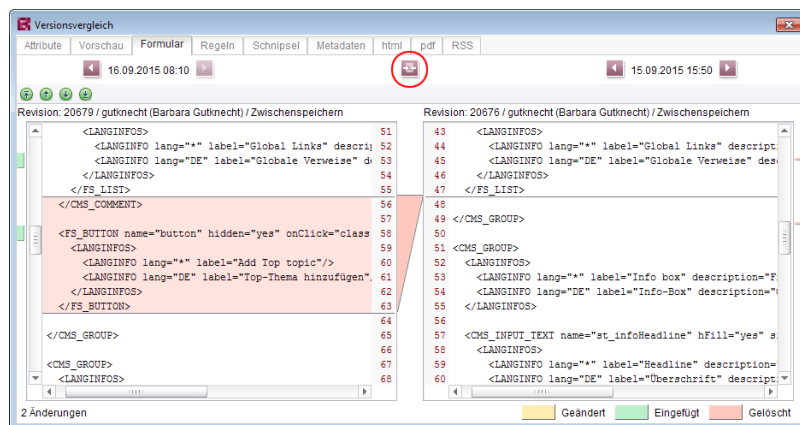 Versionsvergleich
Attribute Vorschau Formular Regeln Schnipsel Metadaten html pdf RSS
16.09.2015 08:10 15.09.2015 15:50
Revision: 20679 / gutknecht (Barbara Gutknecht) / Zwischenspeichern
<LANGINFOS> 51
<LANGINFO lang="*" label="Global Links" descrip 52
<LANGINFO lang="DE" label="Globale Verweise" d 53
</LANGINFOS> 54
</FS_LIST> 55
</CMS_COMMENT> 56
57
<FS_BUTTON name="button" hidden="yes" onClick="class 58
<LANGINFOS> 59
<LANGINFO lang="*" label="Add Top topic"/> 60
<LANGINFO lang="DE" label="Top-Thema hinzufügen" 61
</LANGINFOS> 62
</FS_BUTTON> 63
64
</CMS_GROUP> 65
66
<CMS_GROUP> 67
<LANGINFOS> 68
Revision: 20676 / gutknecht (Barbara Gutknecht) / Zwischenspeichern
43 <LANGINFOS>
44 <LANGINFO lang="*" label="Global Links" descript
45 <LANGINFO lang="DE" label="Globale Verweise" des
46 </LANGINFOS>
47 </FS_LIST>
48
49 </CMS_GROUP>
50
51 <CMS_GROUP>
52 <LANGINFOS>
53 <LANGINFO lang="*" label="Info box" description="F
54 <LANGINFO lang="DE" label="Info-Box" description="
55 </LANGINFOS>
56
57 <CMS_INPUT_TEXT name="st_infoHeadline" hFill="yes" s
58 <LANGINFOS>
59 <LANGINFO lang="*" label="Headline" description=
60 <LANGINFO lang="DE" label="Überschrift" descript
2 Änderungen Geändert Eingefügt Gelöscht